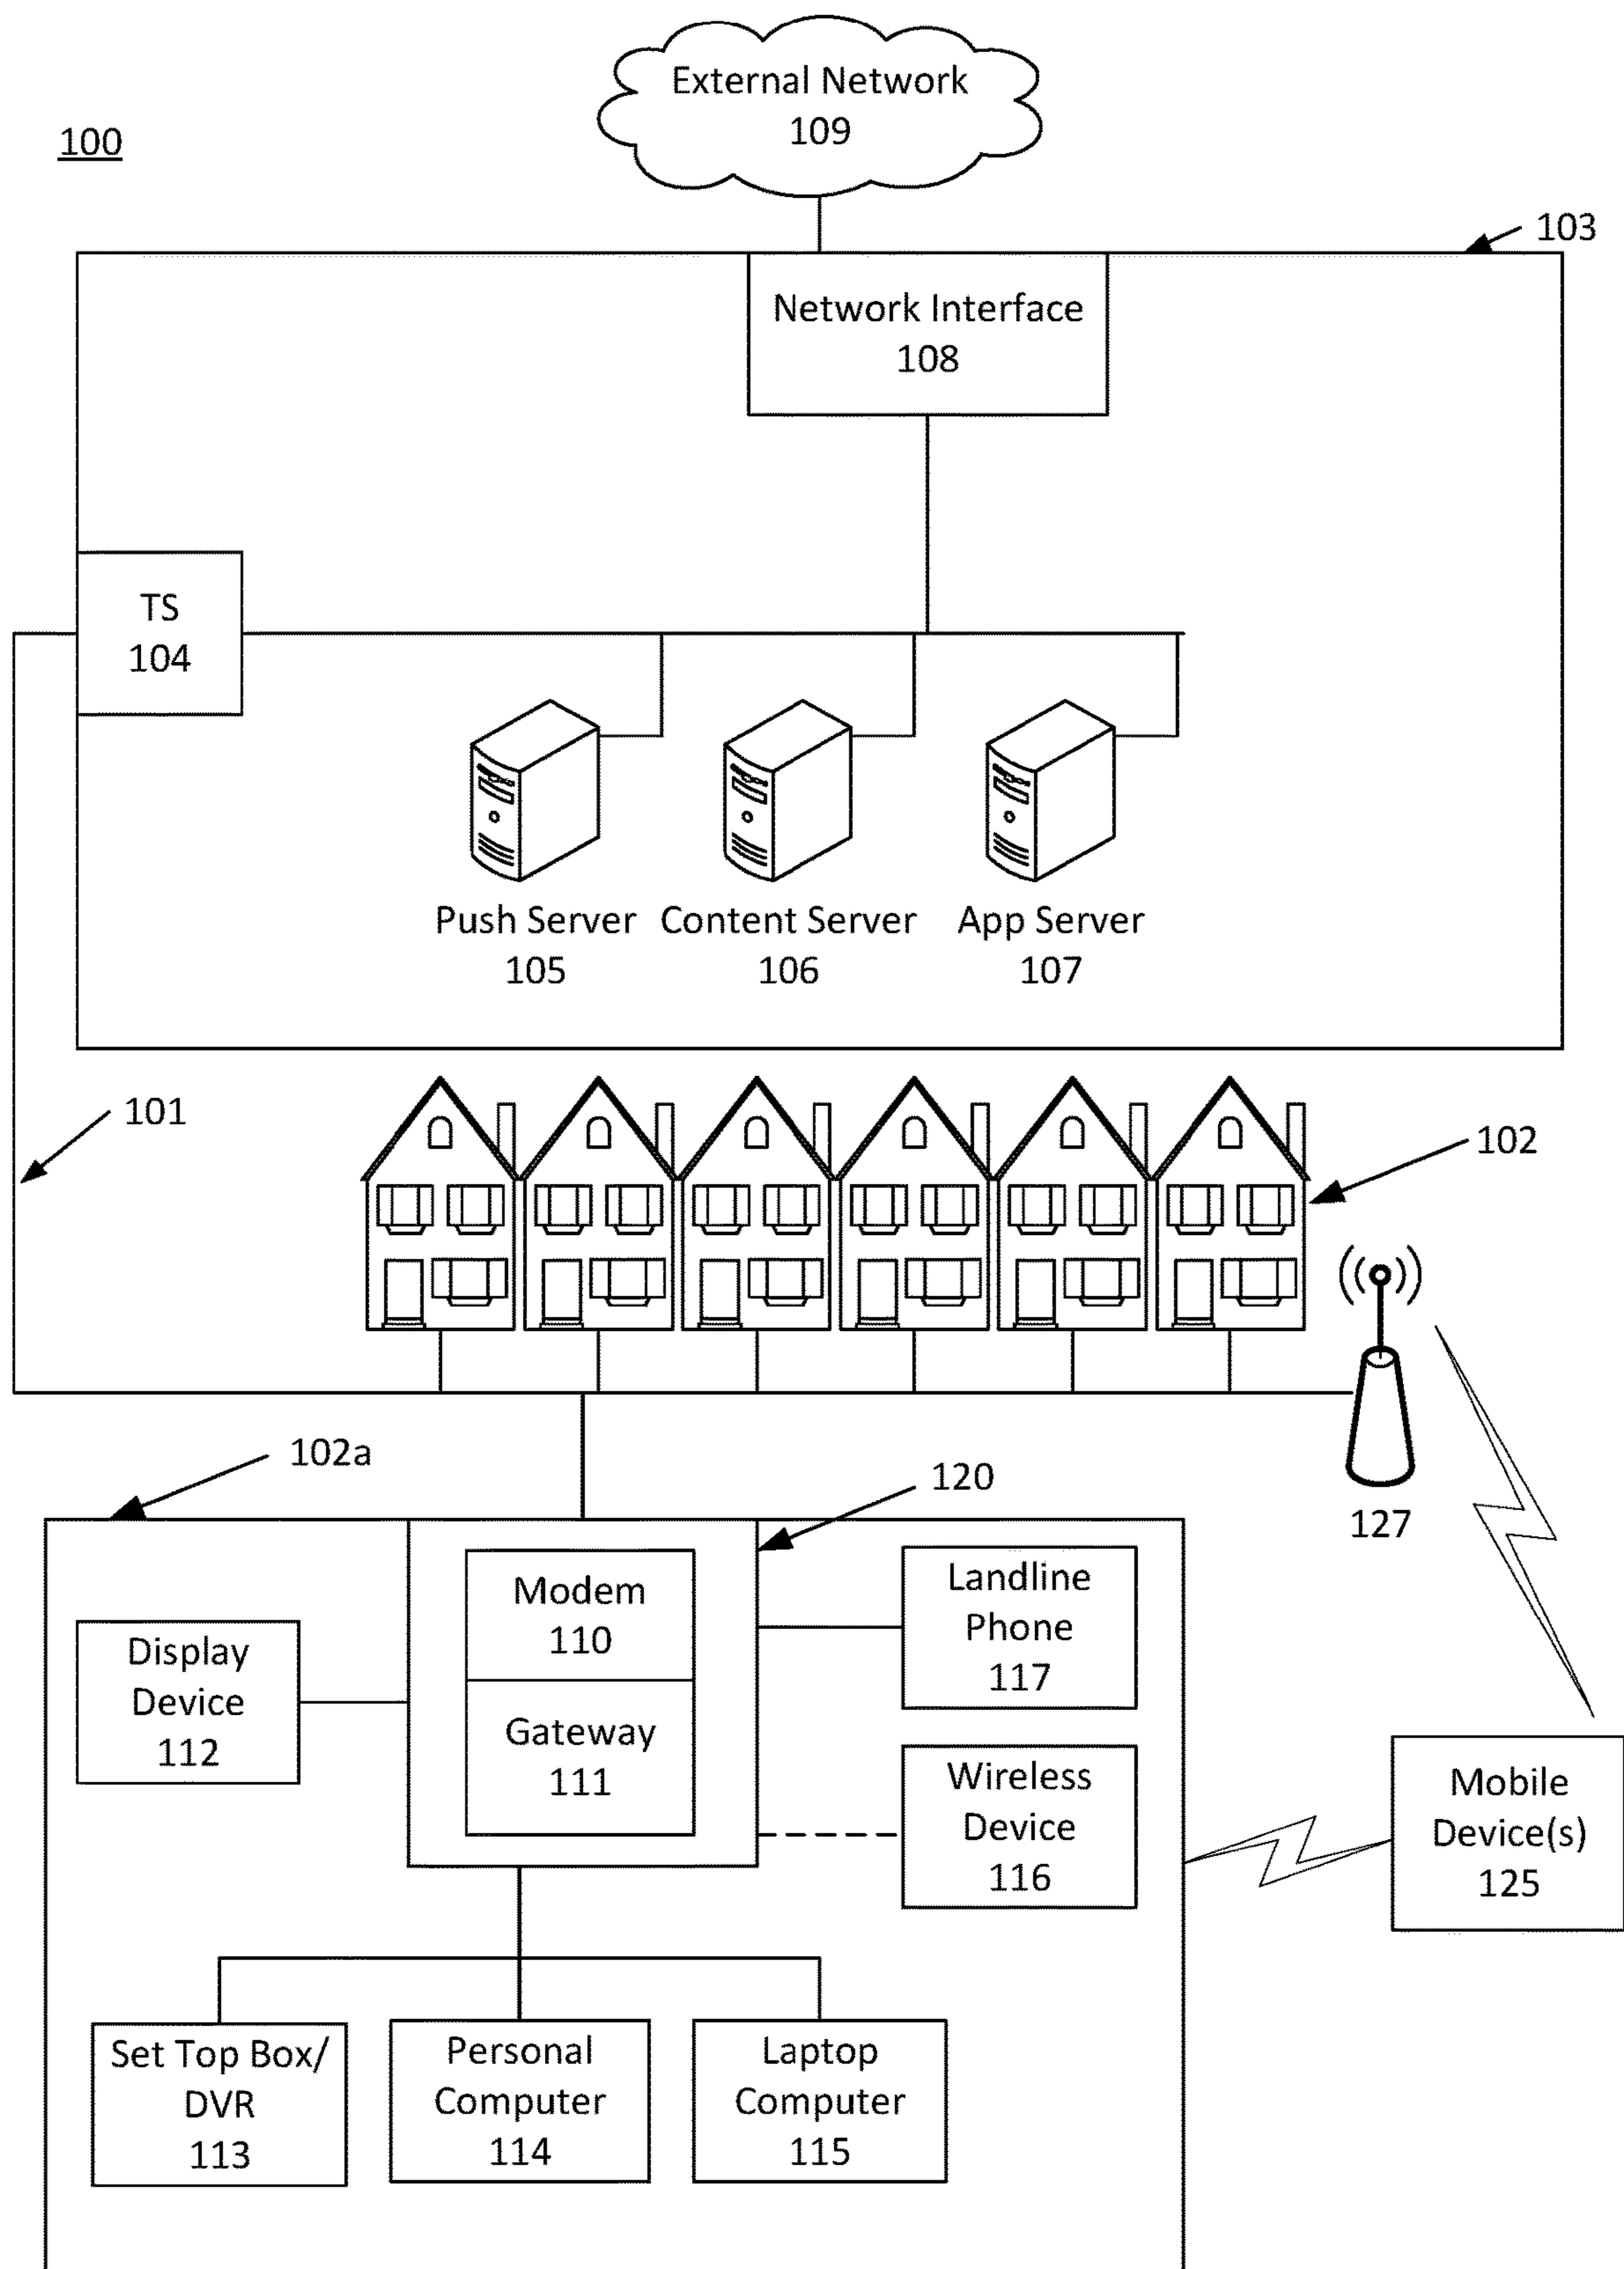 External Network
109
100
103
Network Interface
108
TS
104
Push Server
105
Content Server
106
App Server
107
101
102
102a
120
127
Modem
110
Gateway
111
Landline
Phone
117
Display
Device
112
Wireless
Device
116
Mobile
Device(s)
125
Set Top Box/
DVR
113
Personal
Computer
114
Laptop
Computer
115